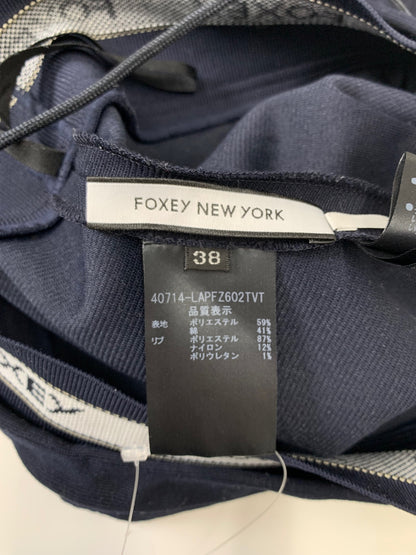 FOXEY NEW YORK
38
40714-LAPFZ602TVT
品質表示
表地 ポリエステル 59%
綿 41%
リブ ポリエステル 87%
ナイロン 12%
ポリウレタン 1%
FOXEY